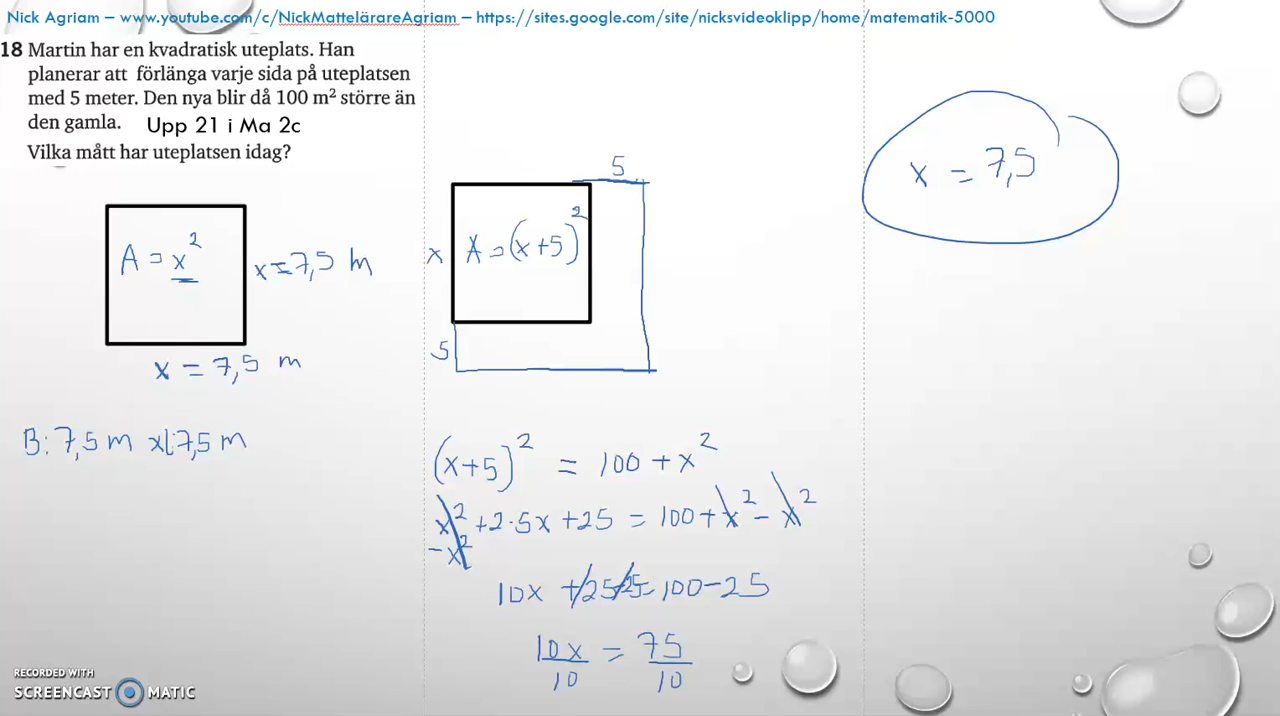 Nick Agriam – www.youtube.com/c/NickMattelärareAgriam – https://sites.google.com/site/nicksvideoklipp/home/matematik-5000
18 Martin har en kvadratisk uteplats. Han
planerar att förlänga varje sida på uteplatsen
med 5 meter. Den nya blir då 100 m² större än
den gamla. Upp 21 i Ma 2c
Vilka mått har uteplatsen idag?
A = x²
x = 7,5 m
x = 7,5 m
B: 7,5 m x 7,5 m
5
x
A = (x+5)²
5
(x+5)² = 100 + x²
x² + 2·5x + 25 = 100 + x² – x²
– x²
10x + 25 – 25 = 100 – 25
10x = 75
10 10
x = 7,5
RECORDED WITH
SCREENCAST MATIC